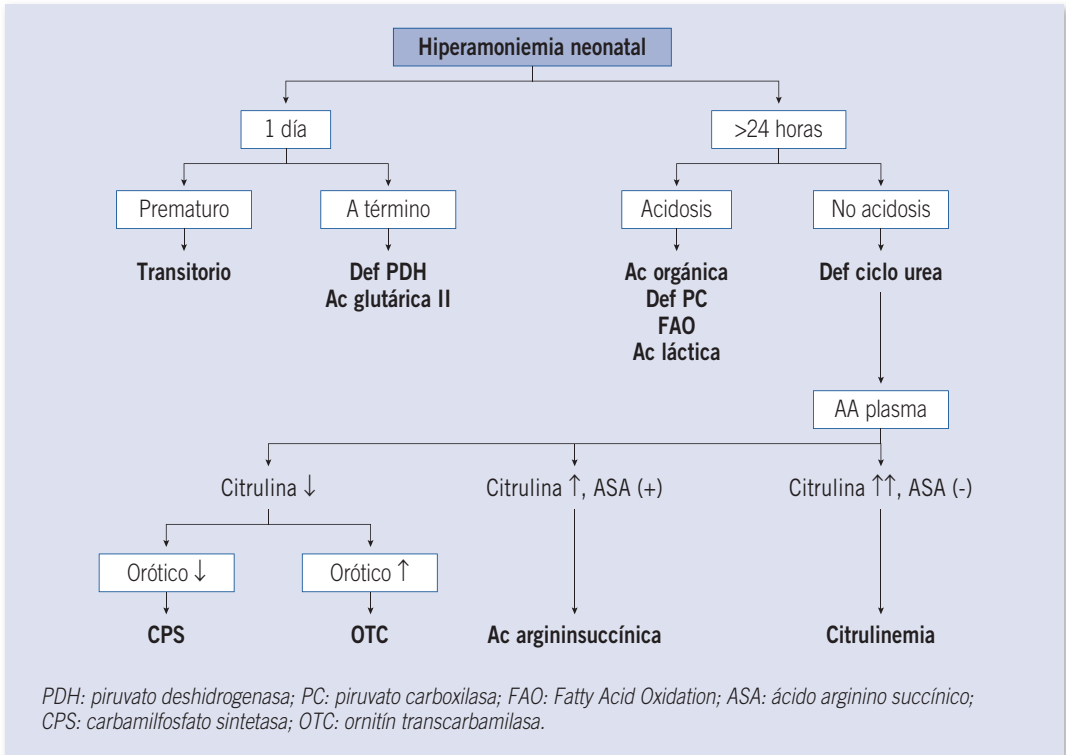 Hiperamoniemia neonatal
1 día
>24 horas
Prematuro
A término
Acidosis
No acidosis
Transitorio
Def PDH
Ac glutárica II
Ac orgánica
Def PC
FAO
Ac láctica
Def ciclo urea
AA plasma
Citrulina ↓
Citrulina ↑, ASA (+)
Citrulina ↑↑, ASA (-)
Orótico ↓
Orótico ↑
CPS
OTC
Ac argininsuccínica
Citrulinemia
PDH: piruvato deshidrogenasa; PC: piruvato carboxilasa; FAO: Fatty Acid Oxidation; ASA: ácido arginino succínico;
CPS: carbamilfosfato sintetasa; OTC: ornitín transcarbamilasa.